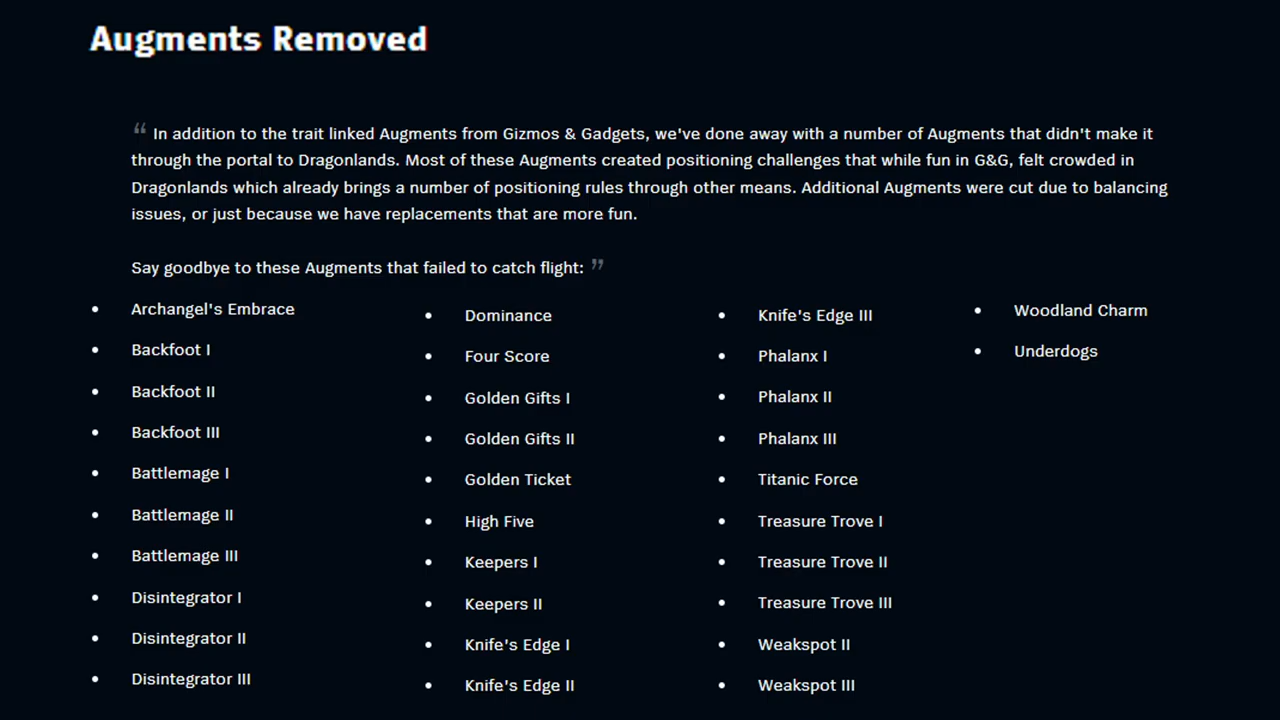 Augments Removed
“ In addition to the trait linked Augments from Gizmos & Gadgets, we've done away with a number of Augments that didn't make it
through the portal to Dragonlands. Most of these Augments created positioning challenges that while fun in G&G, felt crowded in
Dragonlands which already brings a number of positioning rules through other means. Additional Augments were cut due to balancing
issues, or just because we have replacements that are more fun.
Say goodbye to these Augments that failed to catch flight: ”
• Archangel's Embrace
• Backfoot I
• Backfoot II
• Backfoot III
• Battlemage I
• Battlemage II
• Battlemage III
• Disintegrator I
• Disintegrator II
• Disintegrator III
• Dominance
• Four Score
• Golden Gifts I
• Golden Gifts II
• Golden Ticket
• High Five
• Keepers I
• Keepers II
• Knife's Edge I
• Knife's Edge II
• Knife's Edge III
• Phalanx I
• Phalanx II
• Phalanx III
• Titanic Force
• Treasure Trove I
• Treasure Trove II
• Treasure Trove III
• Weakspot II
• Weakspot III
• Woodland Charm
• Underdogs